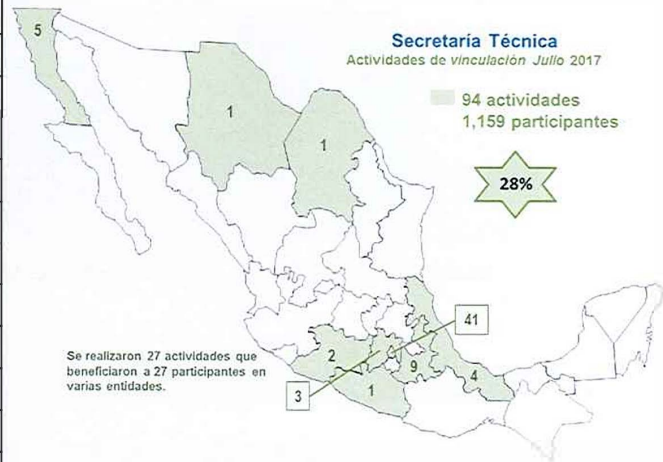 5
Secretaría Técnica
Actividades de vinculación Julio 2017
94 actividades
1,159 participantes
1
1
28%
41
Se realizaron 27 actividades que
beneficiaron a 27 participantes en
varias entidades.
2
9
4
3
1